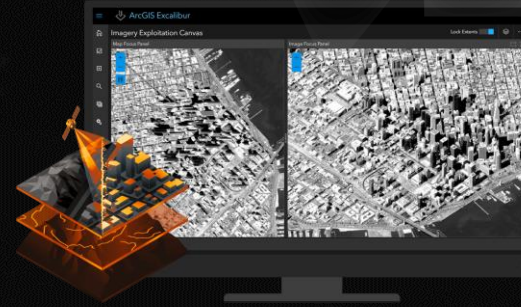 ArcGIS Excalibur
Imagery Exploitation Canvas
Lock Extents
Map Focus Panel
Image Focus Panel